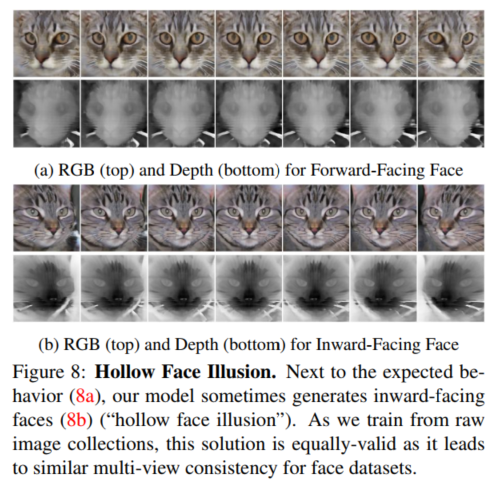 (a) RGB (top) and Depth (bottom) for Forward-Facing Face
(b) RGB (top) and Depth (bottom) for Inward-Facing Face
Figure 8: Hollow Face Illusion. Next to the expected be-
havior (8a), our model sometimes generates inward-facing
faces (8b) (“hollow face illusion”). As we train from raw
image collections, this solution is equally-valid as it leads
to similar multi-view consistency for face datasets.